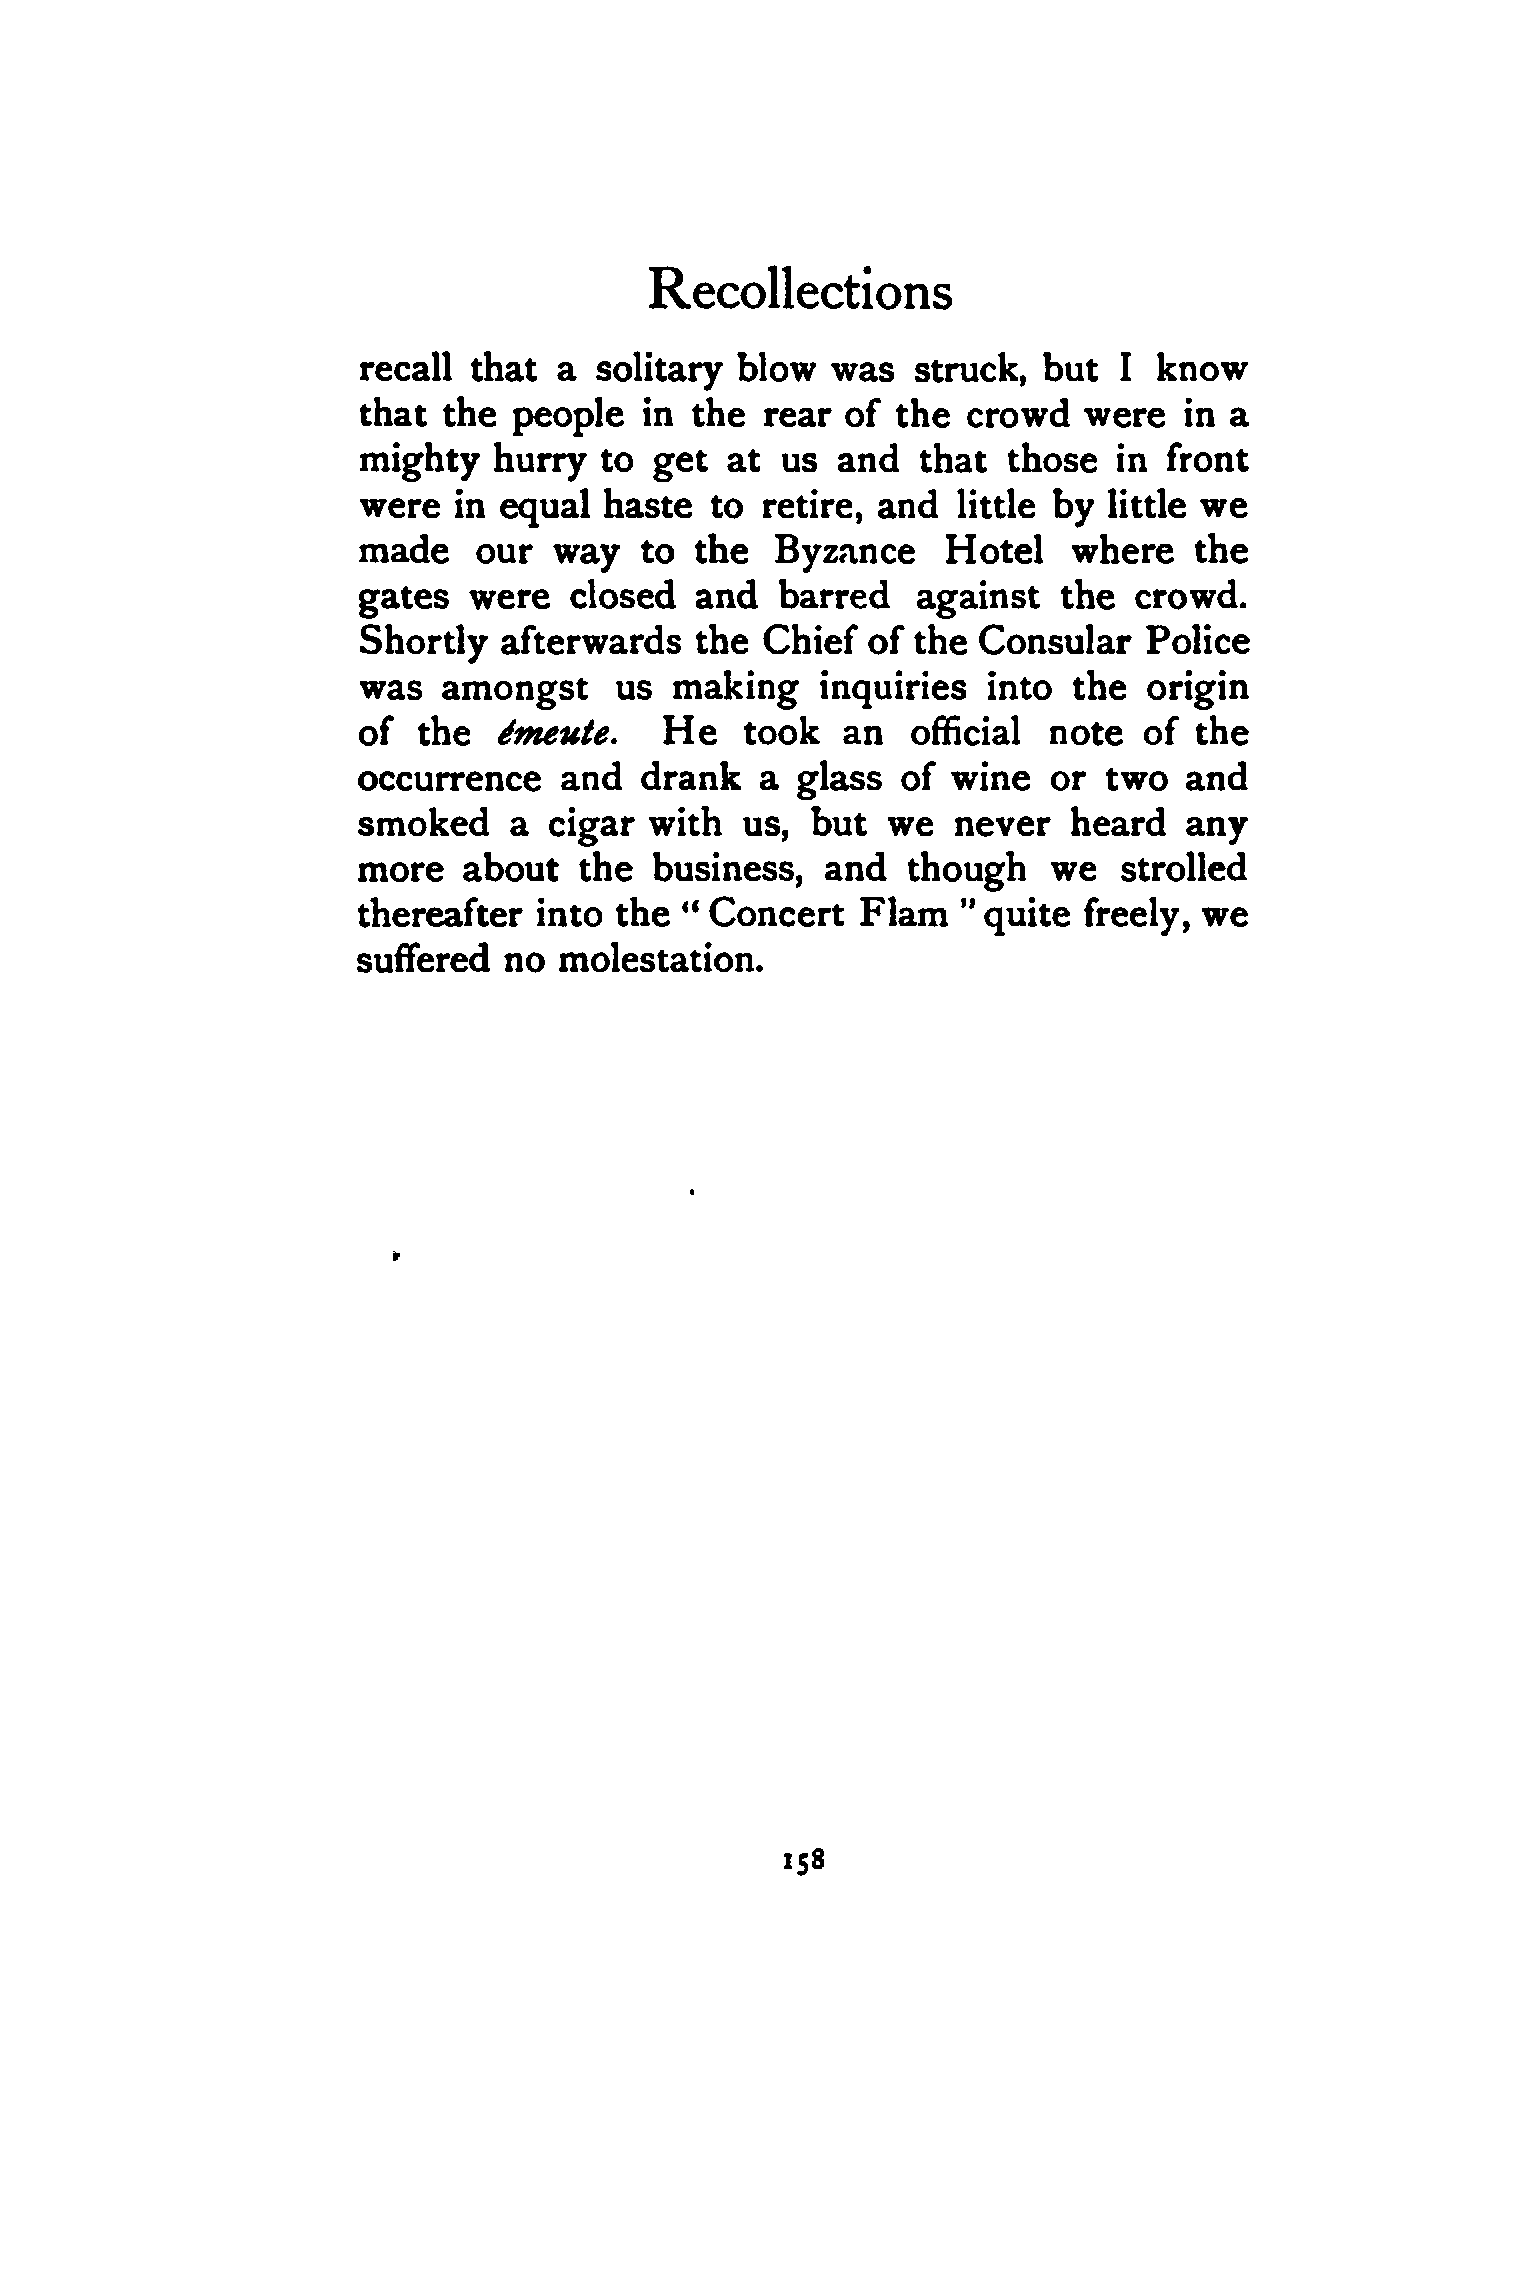 Recollections
recall that a solitary blow was struck, but I know
that the people in the rear of the crowd were in a
mighty hurry to get at us and that those in front
were in equal haste to retire, and little by little we
made our way to the Byzance Hotel where the
gates were closed and barred against the crowd.
Shortly afterwards the Chief of the Consular Police
was amongst us making inquiries into the origin
of the émeute. He took an official note of the
occurrence and drank a glass of wine or two and
smoked a cigar with us, but we never heard any
more about the business, and though we strolled
thereafter into the “ Concert Flam ” quite freely, we
suffered no molestation.
158